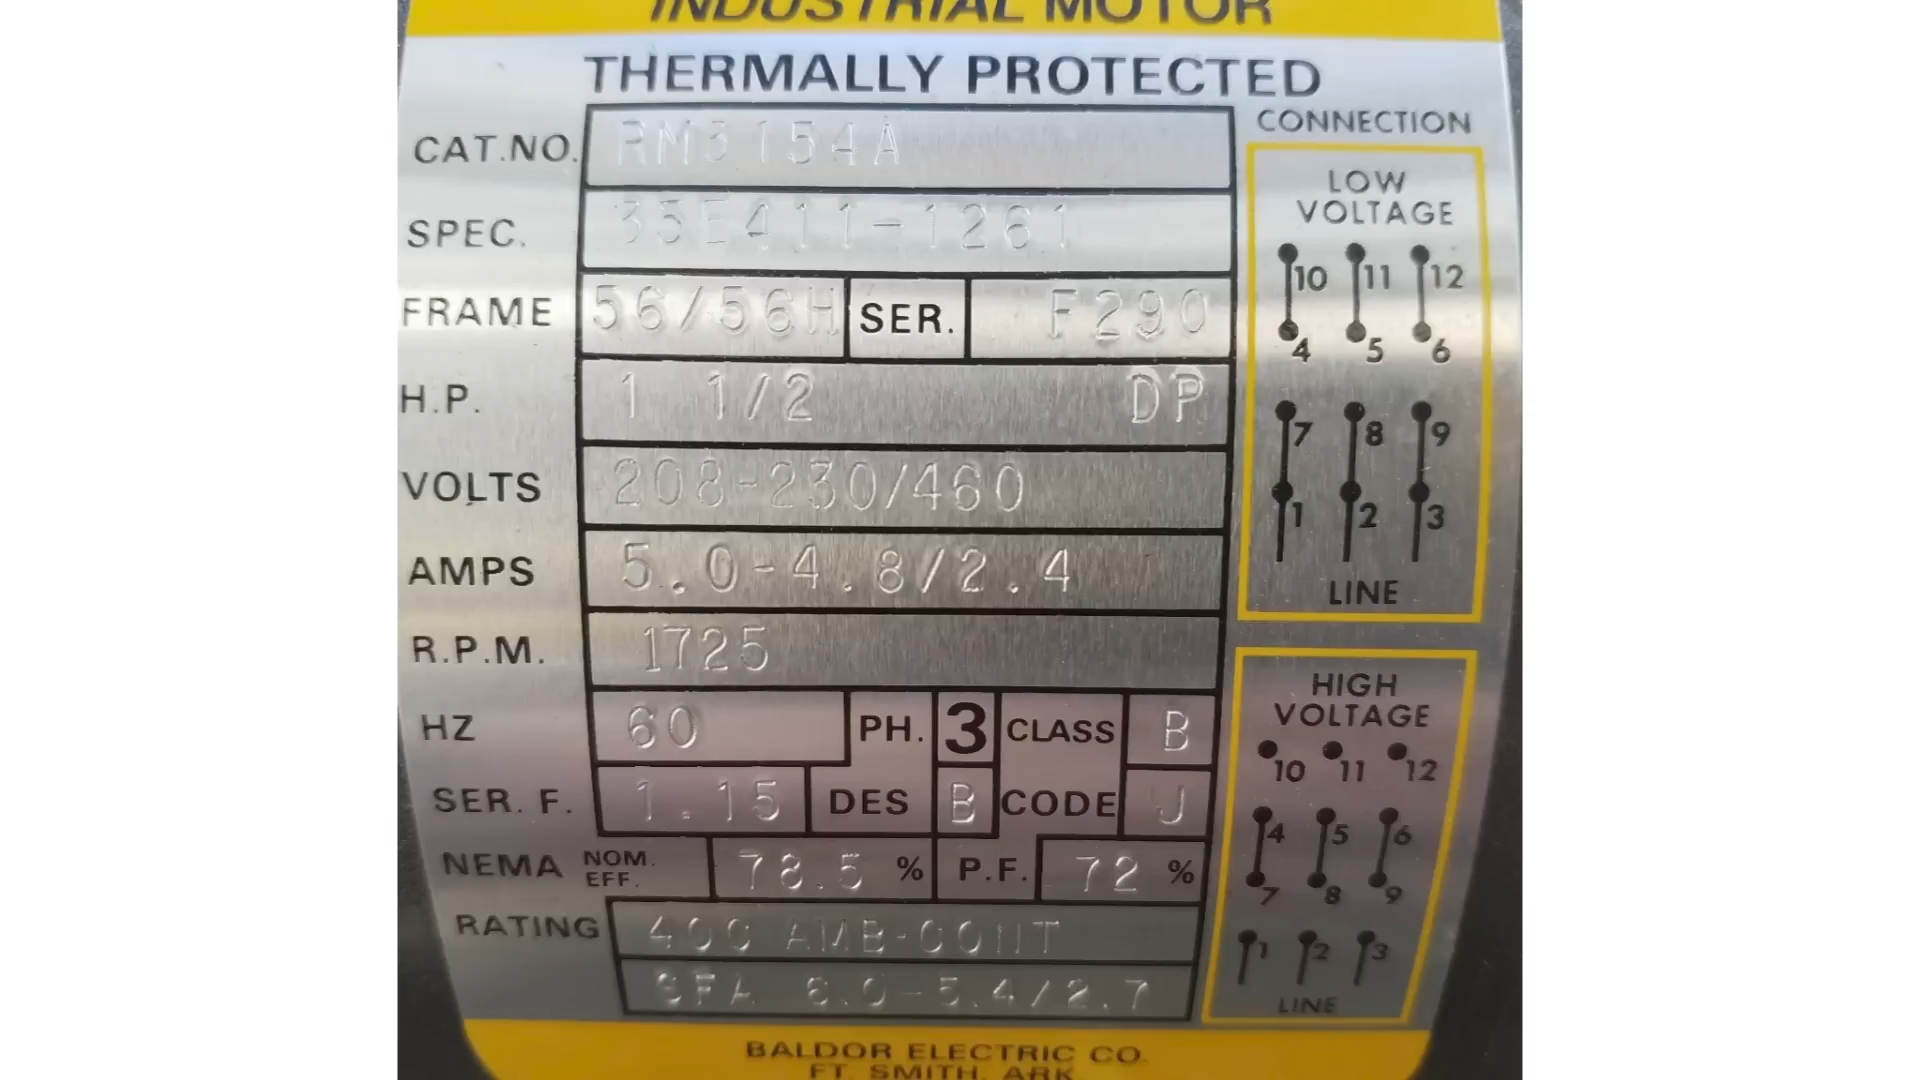 INDUSTRIAL MOTOR
THERMALLY PROTECTED
CAT.NO. RM3154A
SPEC. 35E411-1261
FRAME 56/56H SER. F290
H.P. 1 1/2 DP
VOLTS 208-230/460
AMPS 5.0-4.8/2.4
R.P.M. 1725
HZ 60 PH. 3 CLASS B
SER. F. 1.15 DES B CODE J
NEMA NOM. EFF. 78.5 % P.F. 72 %
RATING 40C AMB-CONT
SFA 6.0-5.4/2.7
CONNECTION
LOW
VOLTAGE
10 11 12
4 5 6
7 8 9
1 2 3
LINE
HIGH
VOLTAGE
10 11 12
4 5 6
7 8 9
1 2 3
LINE
BALDOR ELECTRIC CO.
FT. SMITH, ARK.